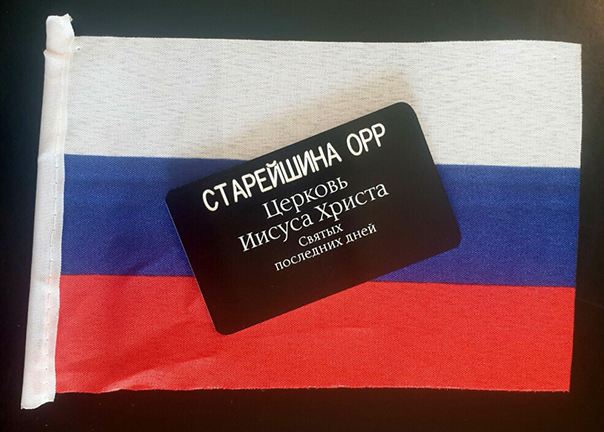 СТАРЕЙШИНА ОРР
Церковь
Иисуса Христа
Святых
последних дней